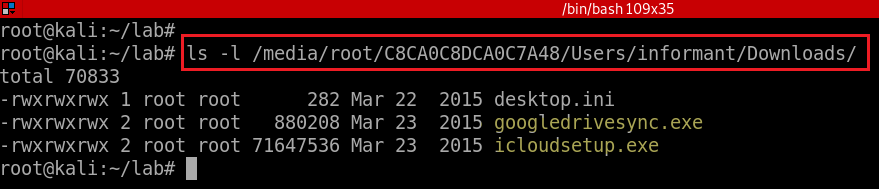 /bin/bash 109x35
root@kali:~/lab#
root@kali:~/lab# ls -l /media/root/C8CA0C8DCA0C7A48/Users/informant/Downloads/
total 70833
-rwxrwxrwx 1 root root      282 Mar 22  2015 desktop.ini
-rwxrwxrwx 2 root root   880208 Mar 23  2015 googledrivesync.exe
-rwxrwxrwx 2 root root 71647536 Mar 23  2015 icloudsetup.exe
root@kali:~/lab#